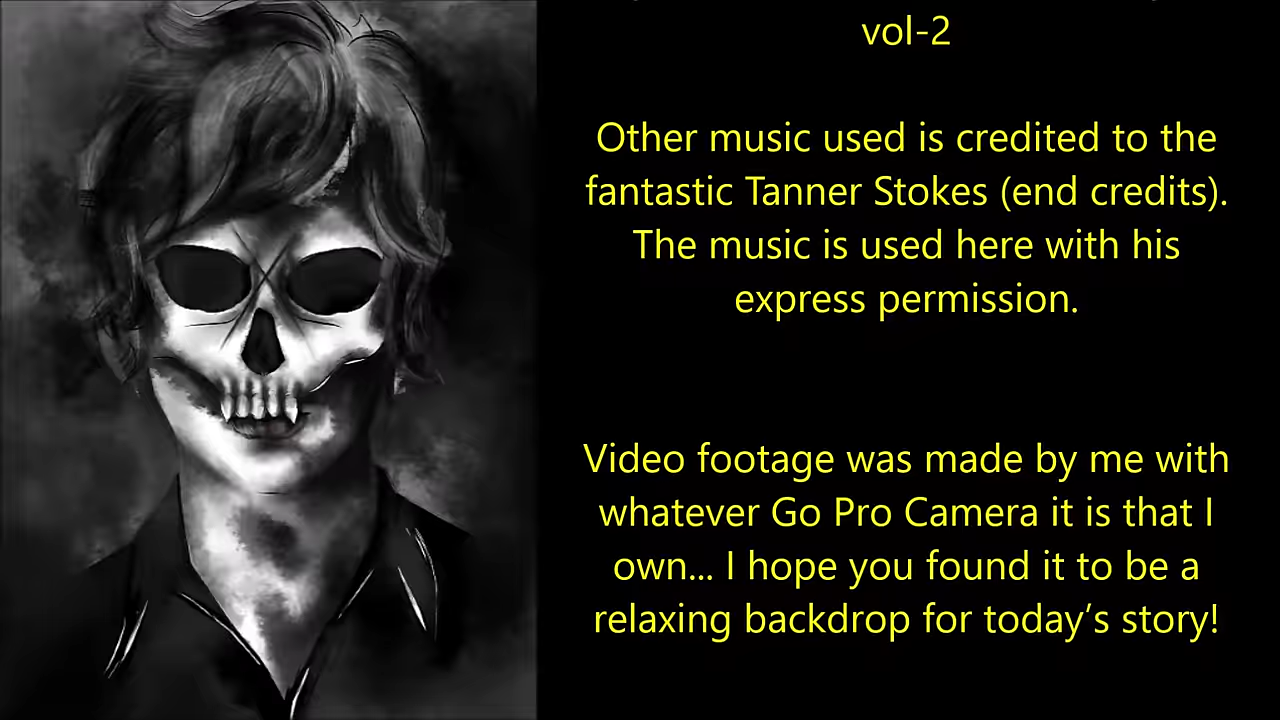 vol-2
Other music used is credited to the
fantastic Tanner Stokes (end credits).
The music is used here with his
express permission.
Video footage was made by me with
whatever Go Pro Camera it is that I
own... I hope you found it to be a
relaxing backdrop for today’s story!